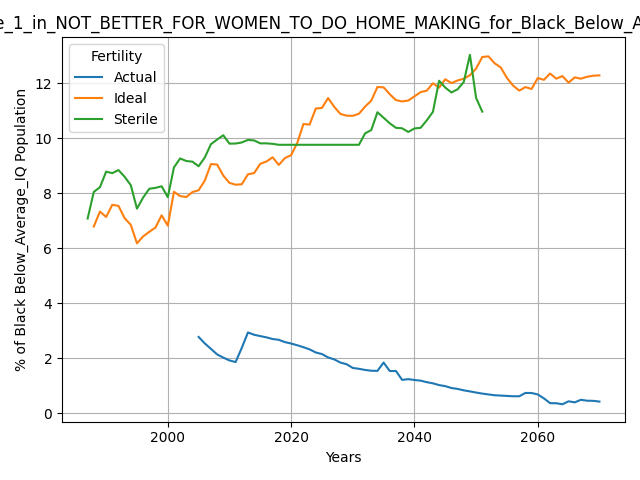 e_1_in_NOT_BETTER_FOR_WOMEN_TO_DO_HOME_MAKING_for_Black_Below_A
Fertility
Actual
Ideal
Sterile
% of Black Below_Average_IQ Population
12
10
8
6
4
2
0
2000
2020
2040
2060
Years